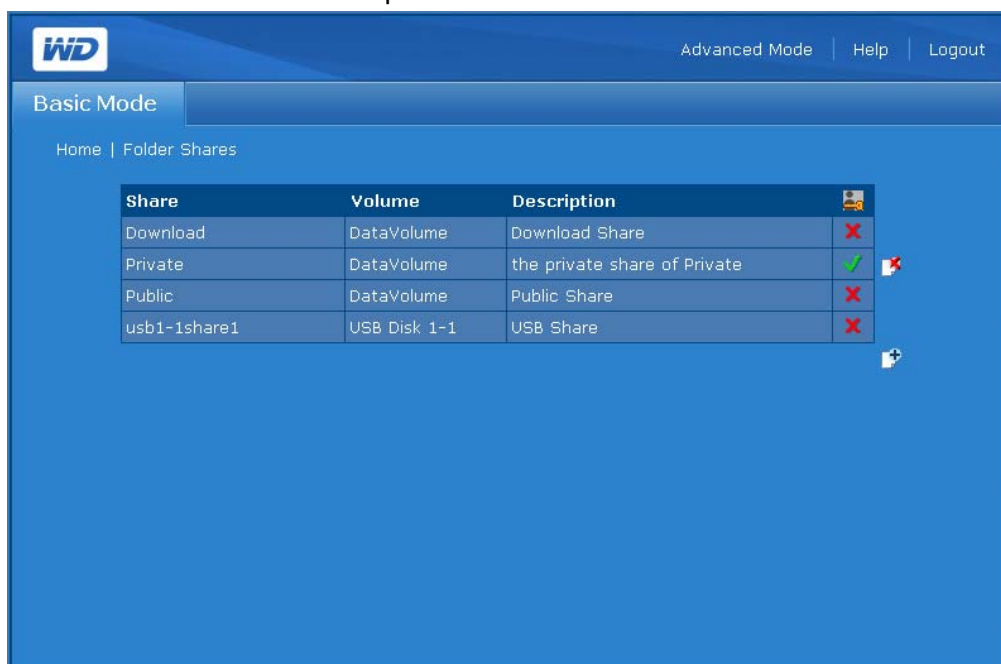 WD
Advanced Mode | Help | Logout
Basic Mode
Home | Folder Shares
Share Volume Description
Download DataVolume Download Share
Private DataVolume the private share of Private
Public DataVolume Public Share
usb1-1share1 USB Disk 1-1 USB Share